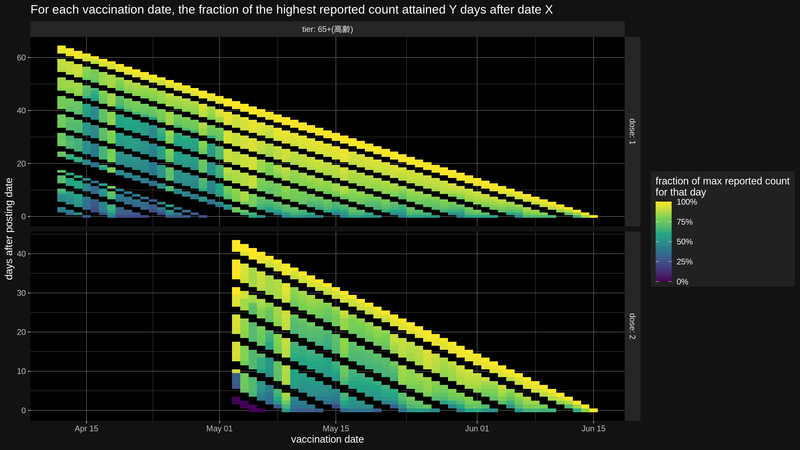 For each vaccination date, the fraction of the highest reported count attained Y days after date X
tier: 65+(高齢)
60
40
20
0
dose: 1
40
30
20
10
0
dose: 2
Apr 15
May 01
May 15
Jun 01
Jun 15
vaccination date
days after posting date
fraction of max reported count
for that day
100%
75%
50%
25%
0%